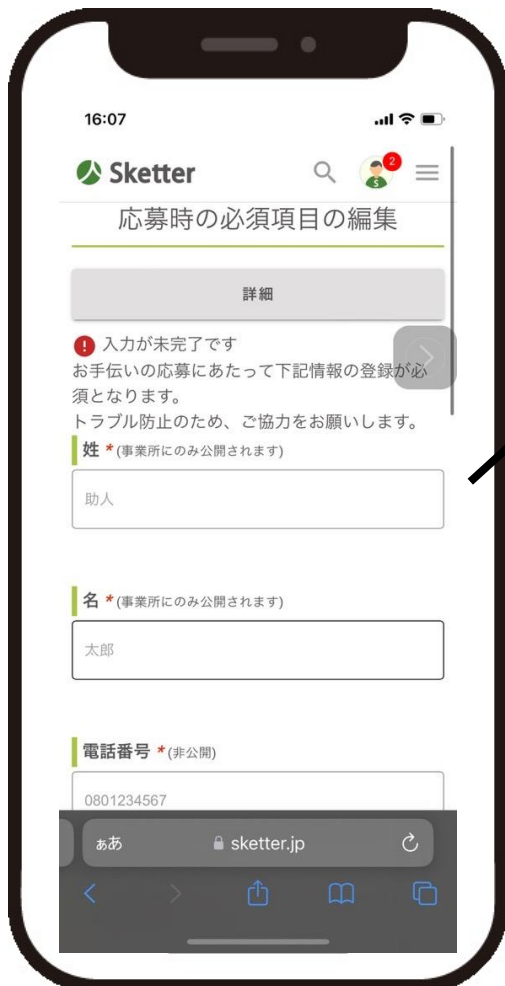 16:07
Sketter
2
応募時の必須項目の編集
詳細
入力が未完了です
お手伝いの応募にあたって下記情報の登録が必
須となります。
トラブル防止のため、ご協力をお願いします。
姓 *(事業所にのみ公開されます)
助人
名 *(事業所にのみ公開されます)
太郎
電話番号 *(非公開)
0801234567
ぁあ
sketter.jp